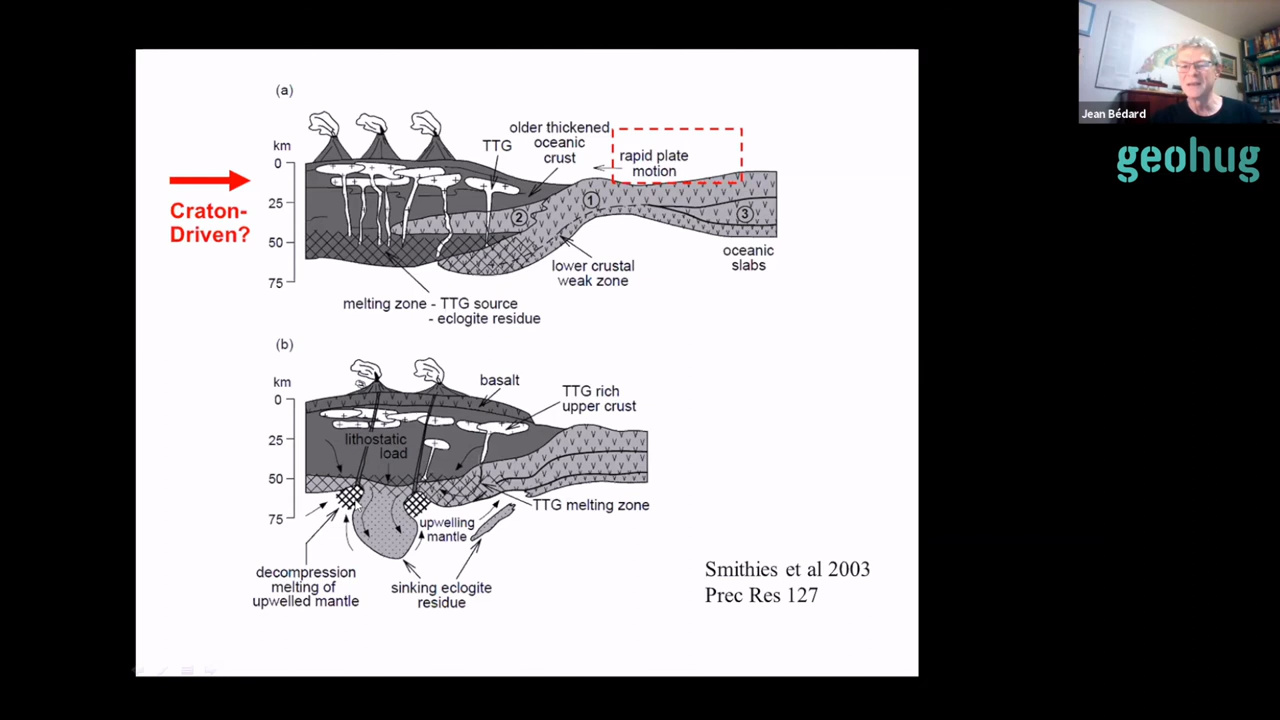 (a)
km
0
25
50
75
TTG
older thickened
oceanic
crust
rapid plate
motion
Craton-
Driven?
1
2
3
oceanic
slabs
lower crustal
weak zone
melting zone - TTG source
- eclogite residue
(b)
km
0
25
50
75
basalt
TTG rich
upper crust
lithostatic
load
TTG melting zone
upwelling
mantle
decompression
melting of
upwelled mantle
sinking eclogite
residue
Smithies et al 2003
Prec Res 127
Jean Bédard
geohug